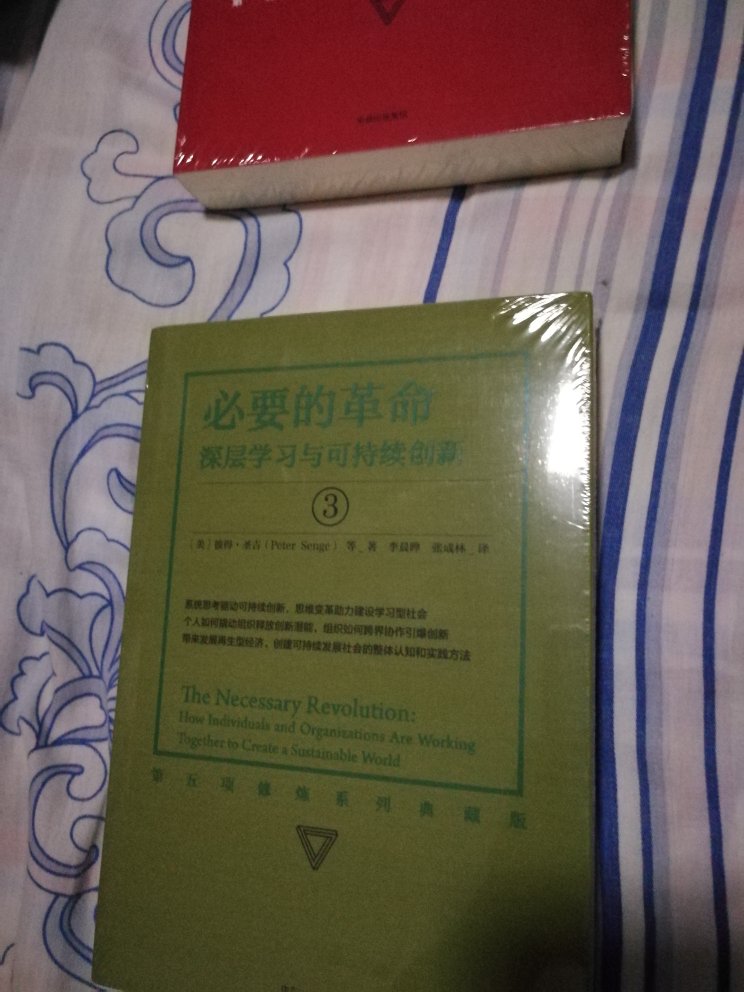 中信出版集团
必要的革命
深层学习与可持续创新
3
[美]彼得·圣吉(Peter Senge) 等 著 李晨晔 张成林 译
系统思考驱动可持续创新,思维变革助力建设学习型社会
个人如何撬动组织释放创新潜能,组织如何跨界协作引爆创新
带来发展再生型经济、创建可持续发展社会的整体认知和实践方法
The Necessary Revolution:
How Individuals and Organizations Are Working
Together to Create a Sustainable World
第五项修炼系列典藏版